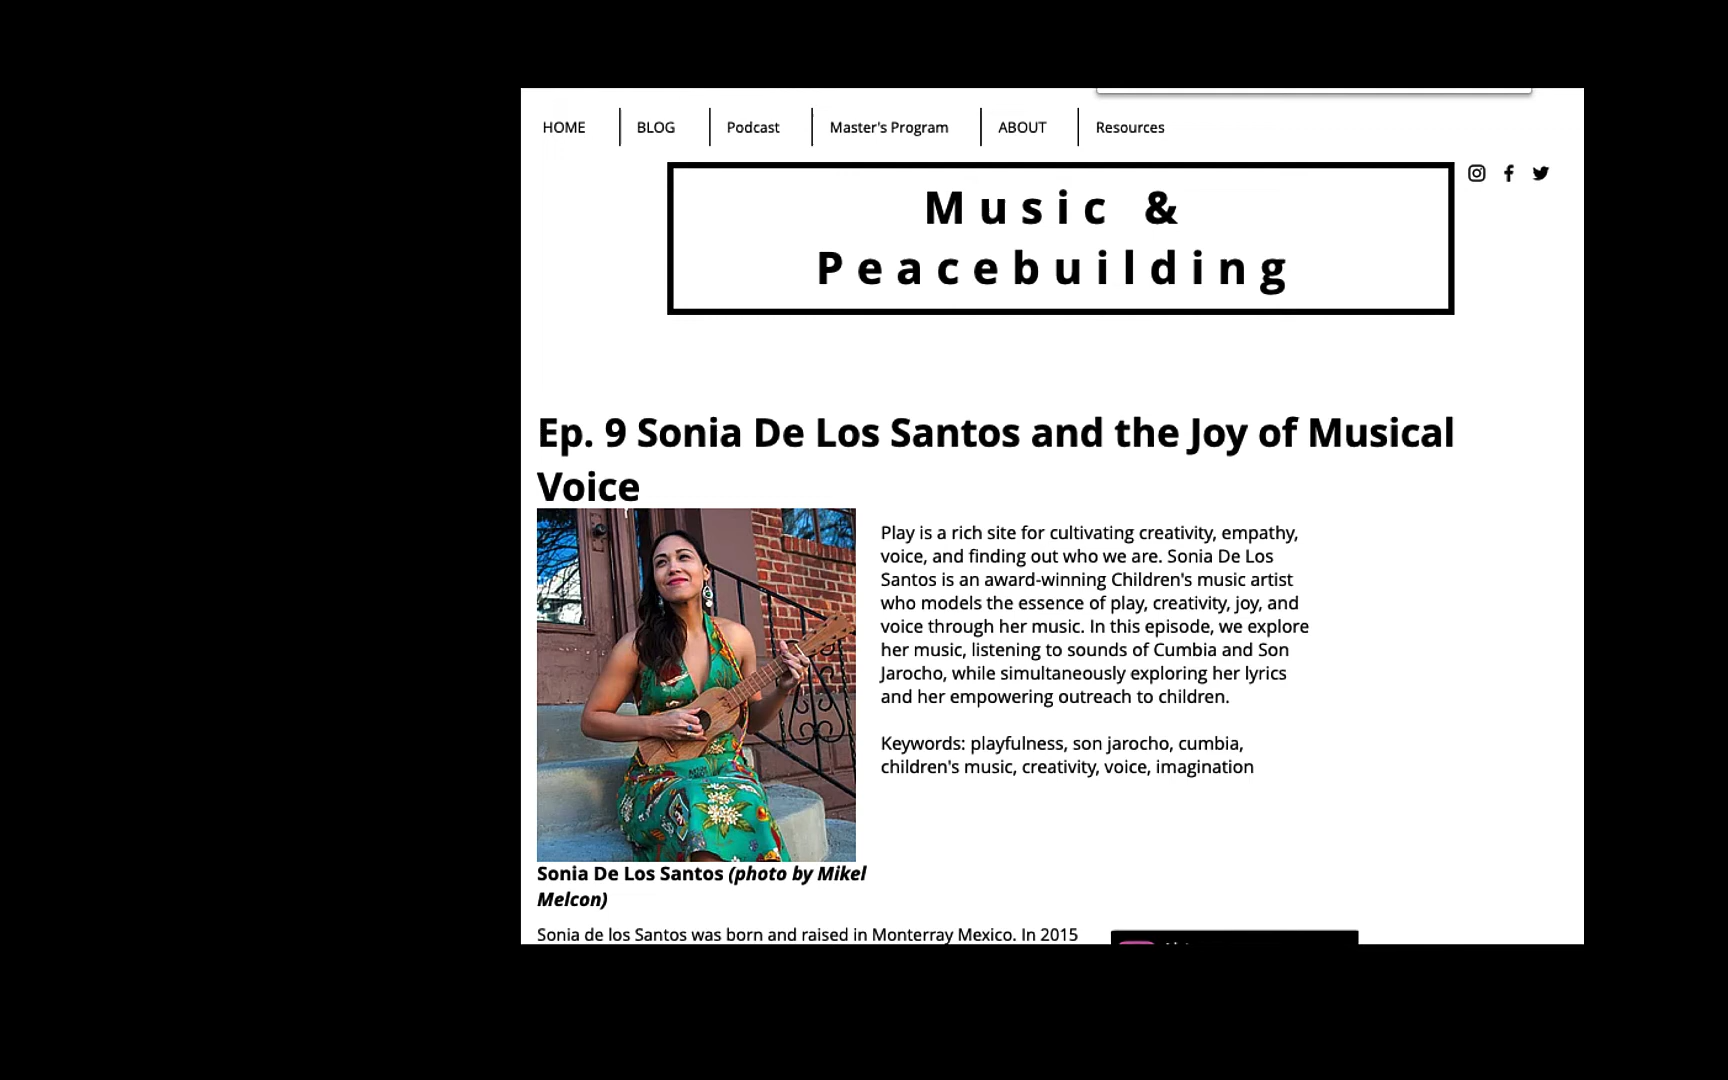 HOME BLOG Podcast Master's Program ABOUT Resources
Music &
Peacebuilding
Ep. 9 Sonia De Los Santos and the Joy of Musical
Voice
Play is a rich site for cultivating creativity, empathy,
voice, and finding out who we are. Sonia De Los
Santos is an award-winning Children's music artist
who models the essence of play, creativity, joy, and
voice through her music. In this episode, we explore
her music, listening to sounds of Cumbia and Son
Jarocho, while simultaneously exploring her lyrics
and her empowering outreach to children.
Keywords: playfulness, son jarocho, cumbia,
children's music, creativity, voice, imagination
Sonia De Los Santos (photo by Mikel
Melcon)
Sonia de los Santos was born and raised in Monterray Mexico. In 2015